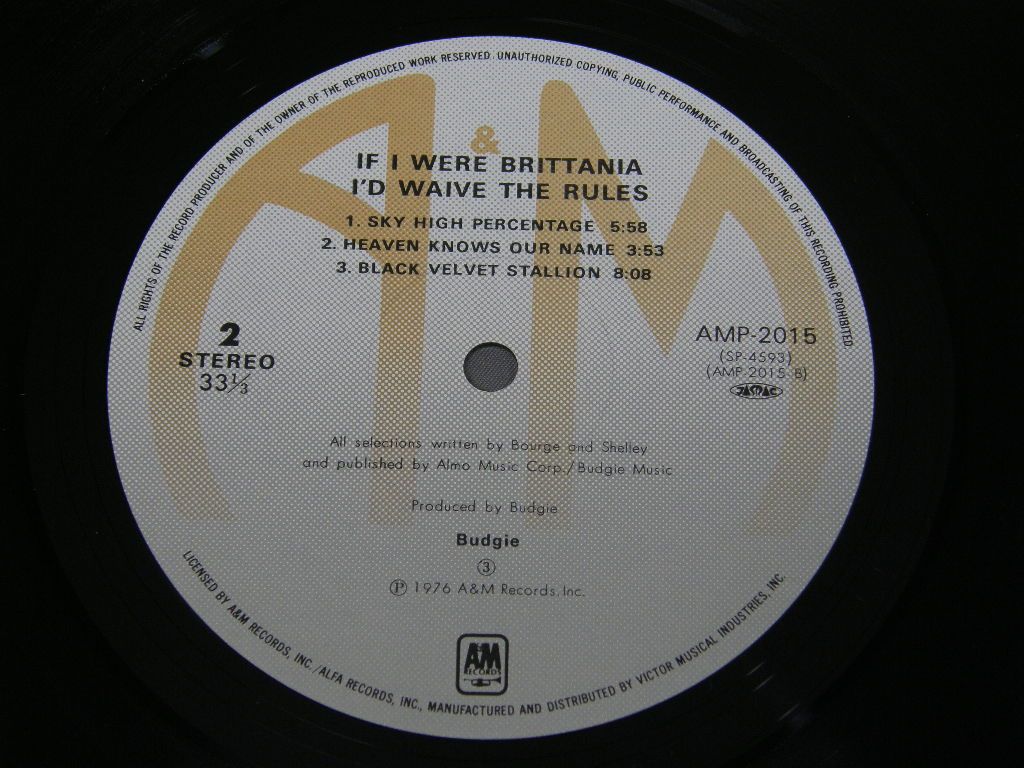 ALL RIGHTS OF THE RECORD PRODUCER AND OF THE OWNER OF THE REPRODUCED WORK RESERVED. UNAUTHORIZED COPYING, PUBLIC PERFORMANCE AND BROADCASTING OF THIS RECORDING PROHIBITED
A&M
IF I WERE BRITTANIA
I'D WAIVE THE RULES
1. SKY HIGH PERCENTAGE 5:58
2. HEAVEN KNOWS OUR NAME 3:53
3. BLACK VELVET STALLION 8:08
2
STEREO
33 1/3
AMP-2015
(SP-4593)
(AMP-2015-B)
JASRAC
All selections written by Bourge and Shelley
and published by Almo Music Corp./Budgie Music
Produced by Budgie
Budgie
③
Ⓟ 1976 A&M Records, Inc.
A&M
RECORDS
LICENSED BY A&M RECORDS, INC./ALFA RECORDS, INC., MANUFACTURED AND DISTRIBUTED BY VICTOR MUSICAL INDUSTRIES, INC.